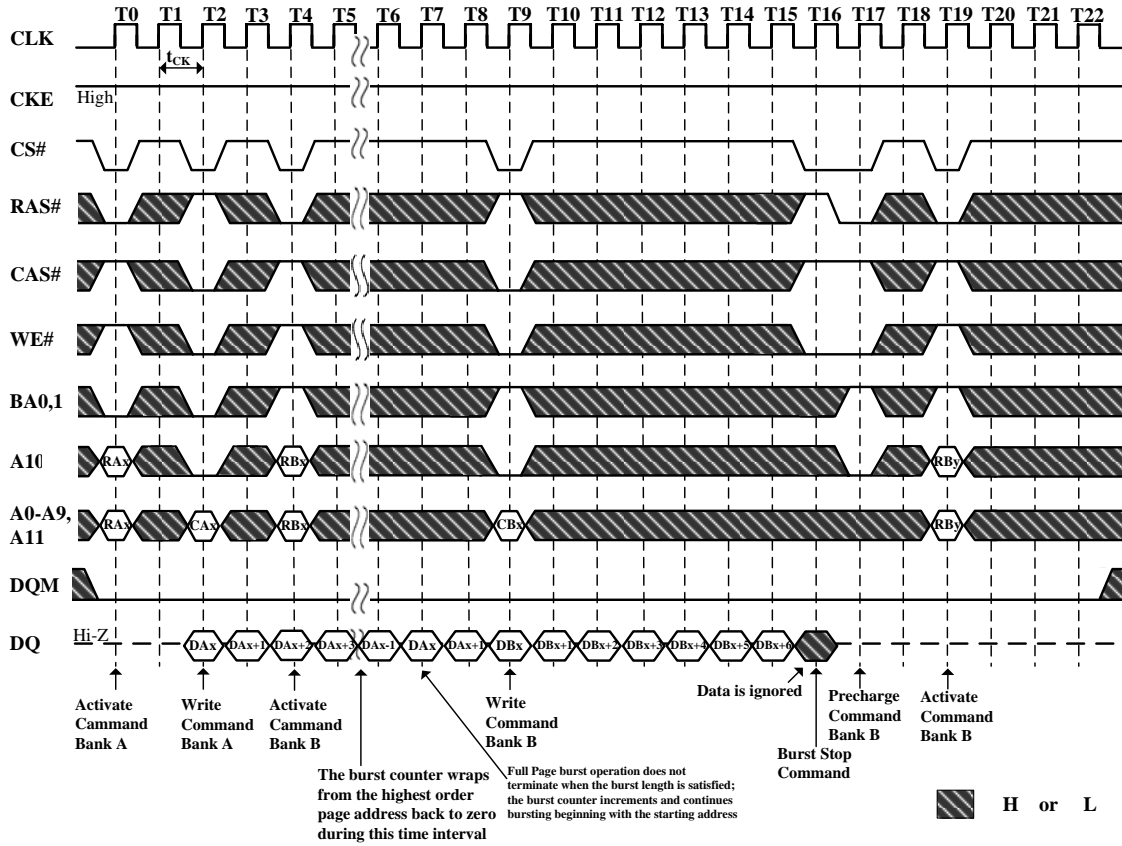 T0 T1 T2 T3 T4 T5 T6 T7 T8 T9 T10 T11 T12 T13 T14 T15 T16 T17 T18 T19 T20 T21 T22
CLK
tCK
CKE High
CS#
RAS#
CAS#
WE#
BA0,1
A10 RAx RBx RBy
A0-A9,
A11
RAx CAx RBx CBx RBy
DQM
DQ Hi-Z DAx DAx+1 DAx+2 DAx+3 DAx-1 DAx DAx+1 DBx DBx+1 DBx+2 DBx+3 DBx+4 DBx+5 DBx+6
Activate
Cammand
Bank A
Write
Command
Bank A
Activate
Cammand
Bank B
Write
Command
Bank B
Data is ignored
Precharge
Command
Bank B
Activate
Command
Bank B
Burst Stop
Command
The burst counter wraps
from the highest order
page address back to zero
during this time interval
Full Page burst operation does not
terminate when the burst length is satisfied;
the burst counter increments and continues
bursting beginning with the starting address
H or L